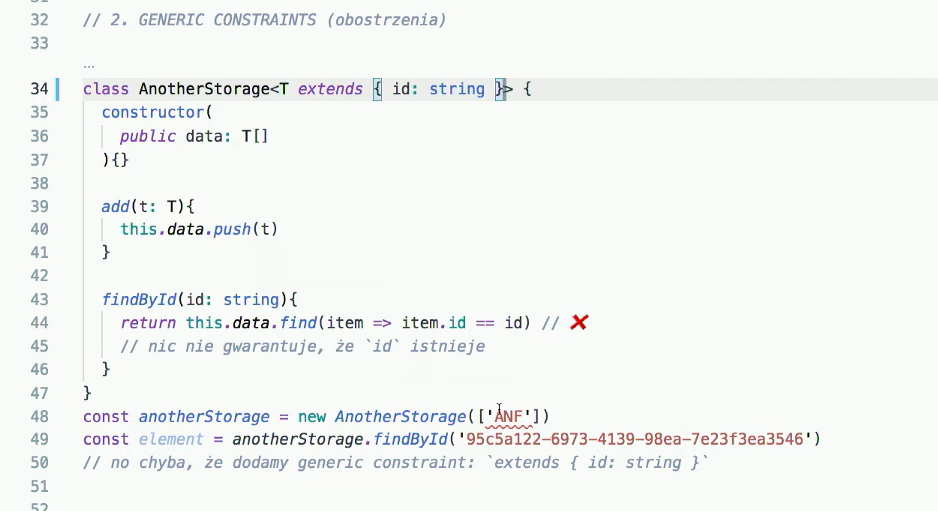 32 // 2. GENERIC CONSTRAINTS (obostrzenia)
33
...
34 class AnotherStorage<T extends { id: string }> {
35 constructor(
36 public data: T[]
37 ){}
38
39 add(t: T){
40 this.data.push(t)
41 }
42
43 findById(id: string){
44 return this.data.find(item => item.id == id) // ❌
45 // nic nie gwarantuje, że `id` istnieje
46 }
47 }
48 const anotherStorage = new AnotherStorage(['ANF'])
49 const element = anotherStorage.findById('95c5a122-6973-4139-98ea-7e23f3ea3546')
50 // no chyba, że dodamy generic constraint: `extends { id: string }`
51